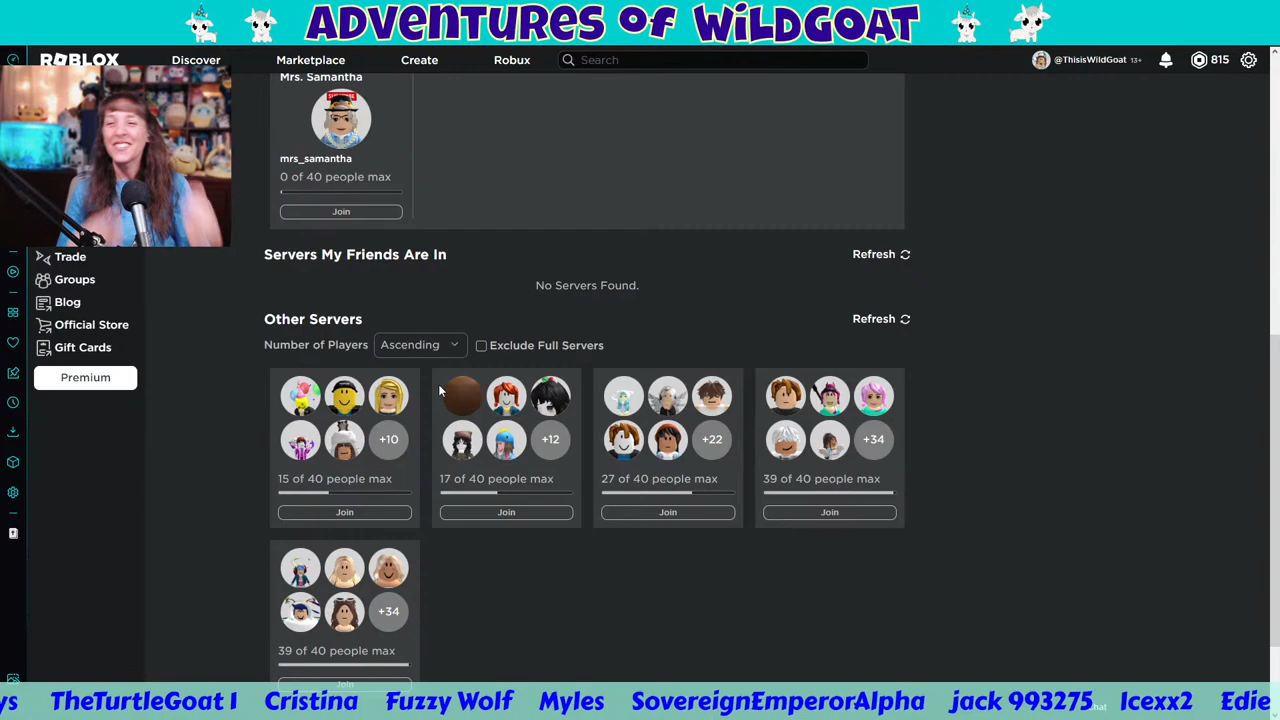 ADVENTURES OF WILDGOAT
ROBLOX Discover Marketplace Create Robux Search @ThisisWildGoat 13+ 815
Mrs. Samantha
mrs_samantha
0 of 40 people max
Join
Trade
Groups
Blog
Official Store
Gift Cards
Premium
Servers My Friends Are In Refresh
No Servers Found.
Other Servers Refresh
Number of Players Ascending Exclude Full Servers
+10 +12 +22 +34
15 of 40 people max 17 of 40 people max 27 of 40 people max 39 of 40 people max
Join Join Join Join
+34
39 of 40 people max
Join
ys TheTurtleGoat 1 Cristina Fuzzy Wolf Myles SovereignEmperorAlpha jack 993275 Icexx2 Edie